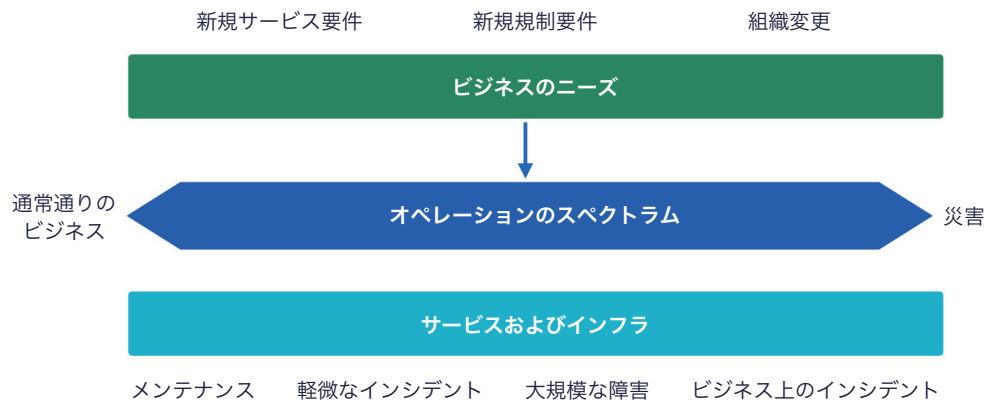 新規サービス要件
新規規制要件
組織変更
ビジネスのニーズ
通常通りの
ビジネス
オペレーションのスペクトラム
災害
サービスおよびインフラ
メンテナンス
軽微なインシデント
大規模な障害
ビジネス上のインシデント